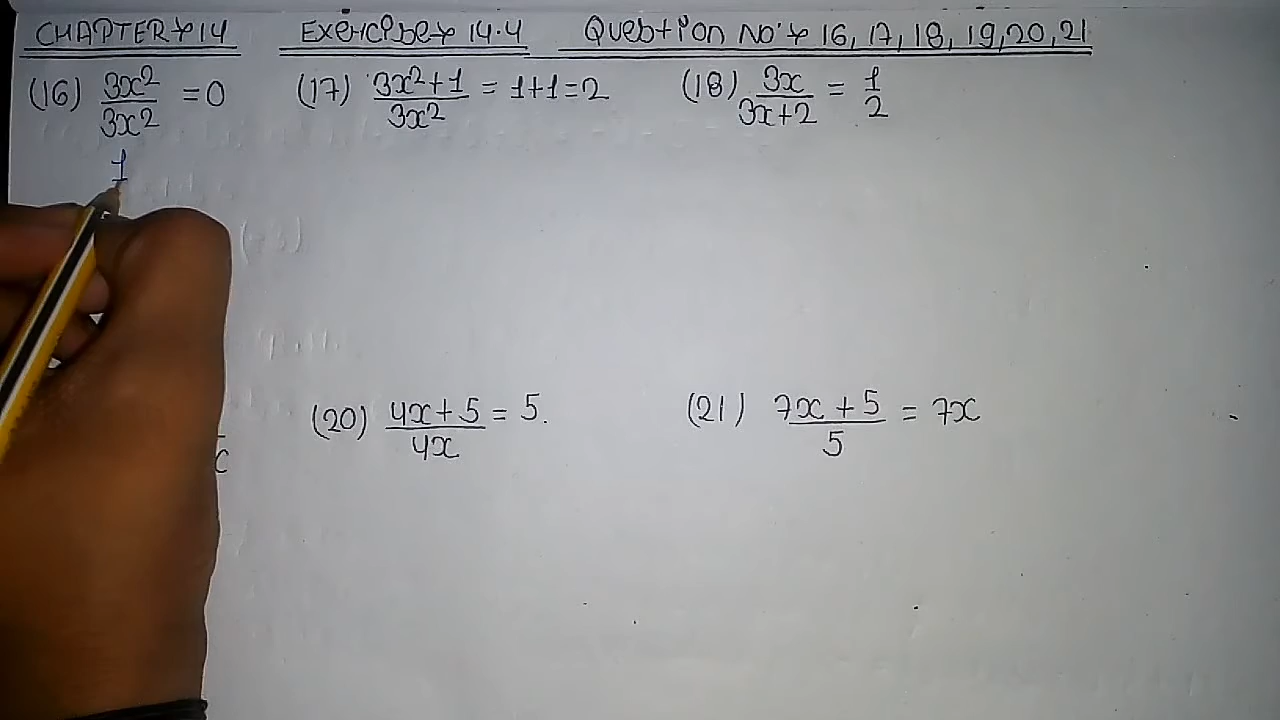 CHAPTER → 14 Exercise → 14.4 Question No → 16, 17, 18, 19, 20, 21
(16) 3x²/3x² = 0 (17) 3x²+1/3x² = 1+1=2 (18) 3x/3x+2 = 1/2
1
(20) 4x+5/4x = 5. (21) 7x+5/5 = 7x